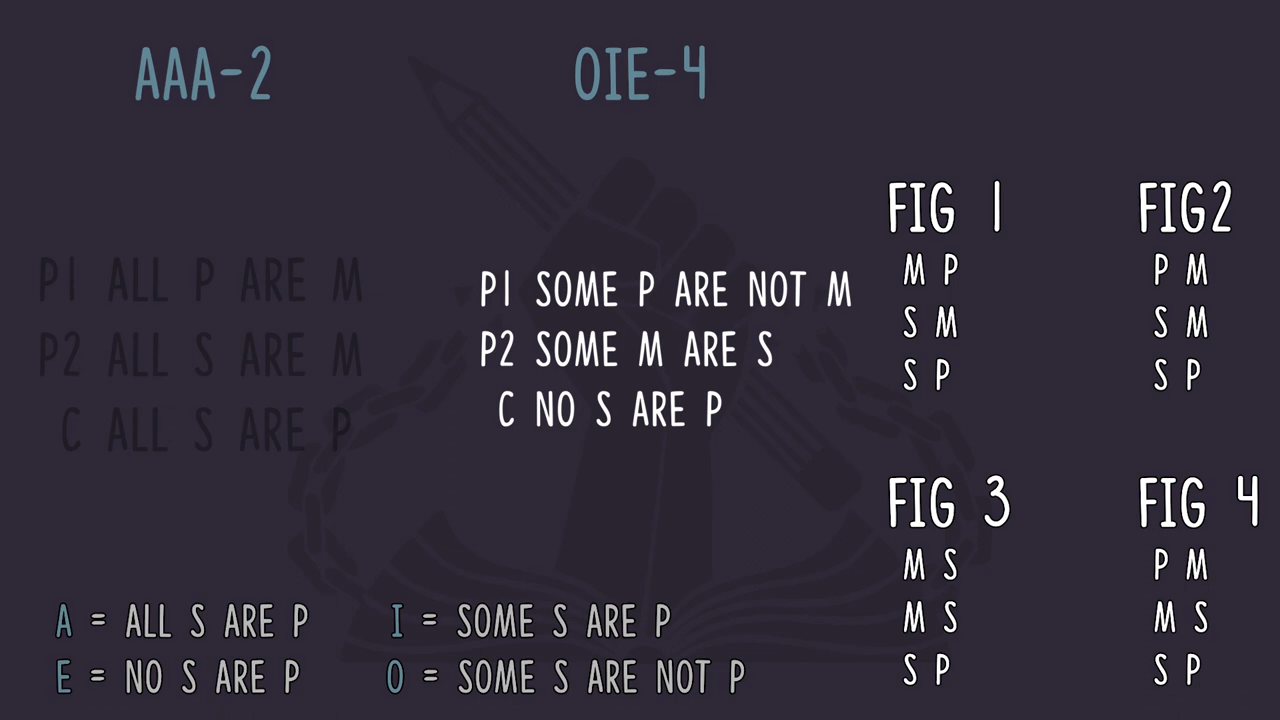 AAA-2
OIE-4
P1 ALL P ARE M
P2 ALL S ARE M
C ALL S ARE P
P1 SOME P ARE NOT M
P2 SOME M ARE S
C NO S ARE P
FIG 1
M P
S M
S P
FIG2
P M
S M
S P
FIG 3
M S
M S
S P
FIG 4
P M
M S
S P
A = ALL S ARE P
E = NO S ARE P
I = SOME S ARE P
O = SOME S ARE NOT P